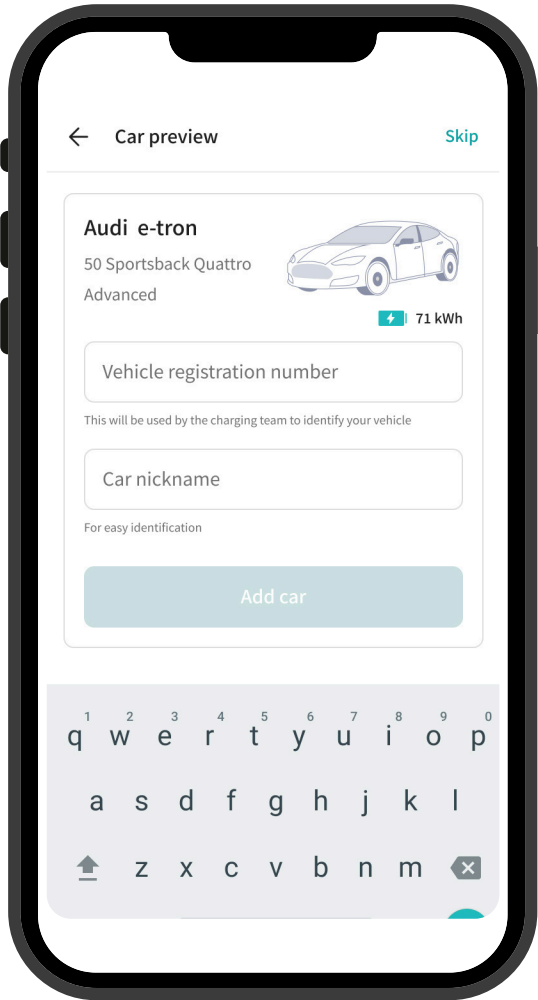 Car preview
Skip
Audi e-tron
50 Sportsback Quattro
Advanced
71 kWh
Vehicle registration number
This will be used by the charging team to identify your vehicle
Car nickname
For easy identification
Add car
1 2 3 4 5 6 7 8 9 0
q w e r t y u i o p
a s d f g h j k l
z x c v b n m